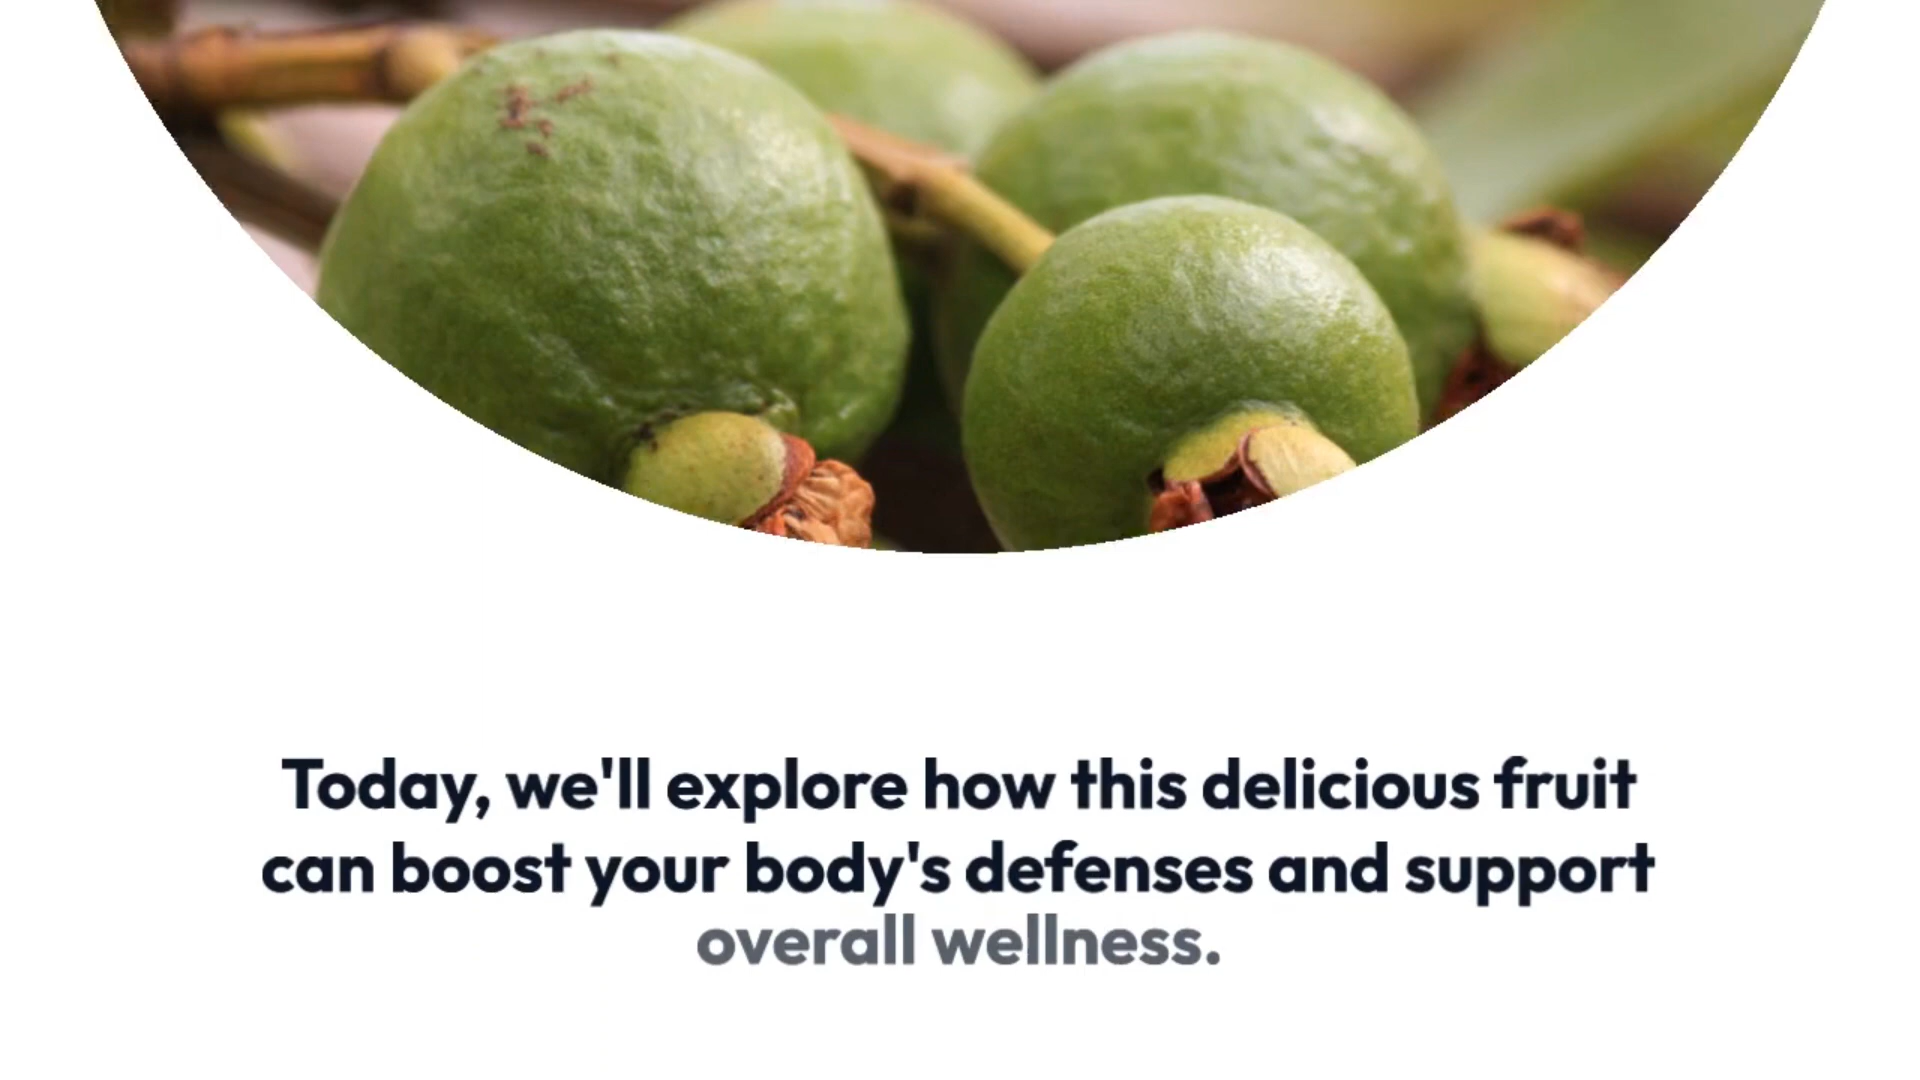 Today, we'll explore how this delicious fruit
can boost your body's defenses and support
overall wellness.